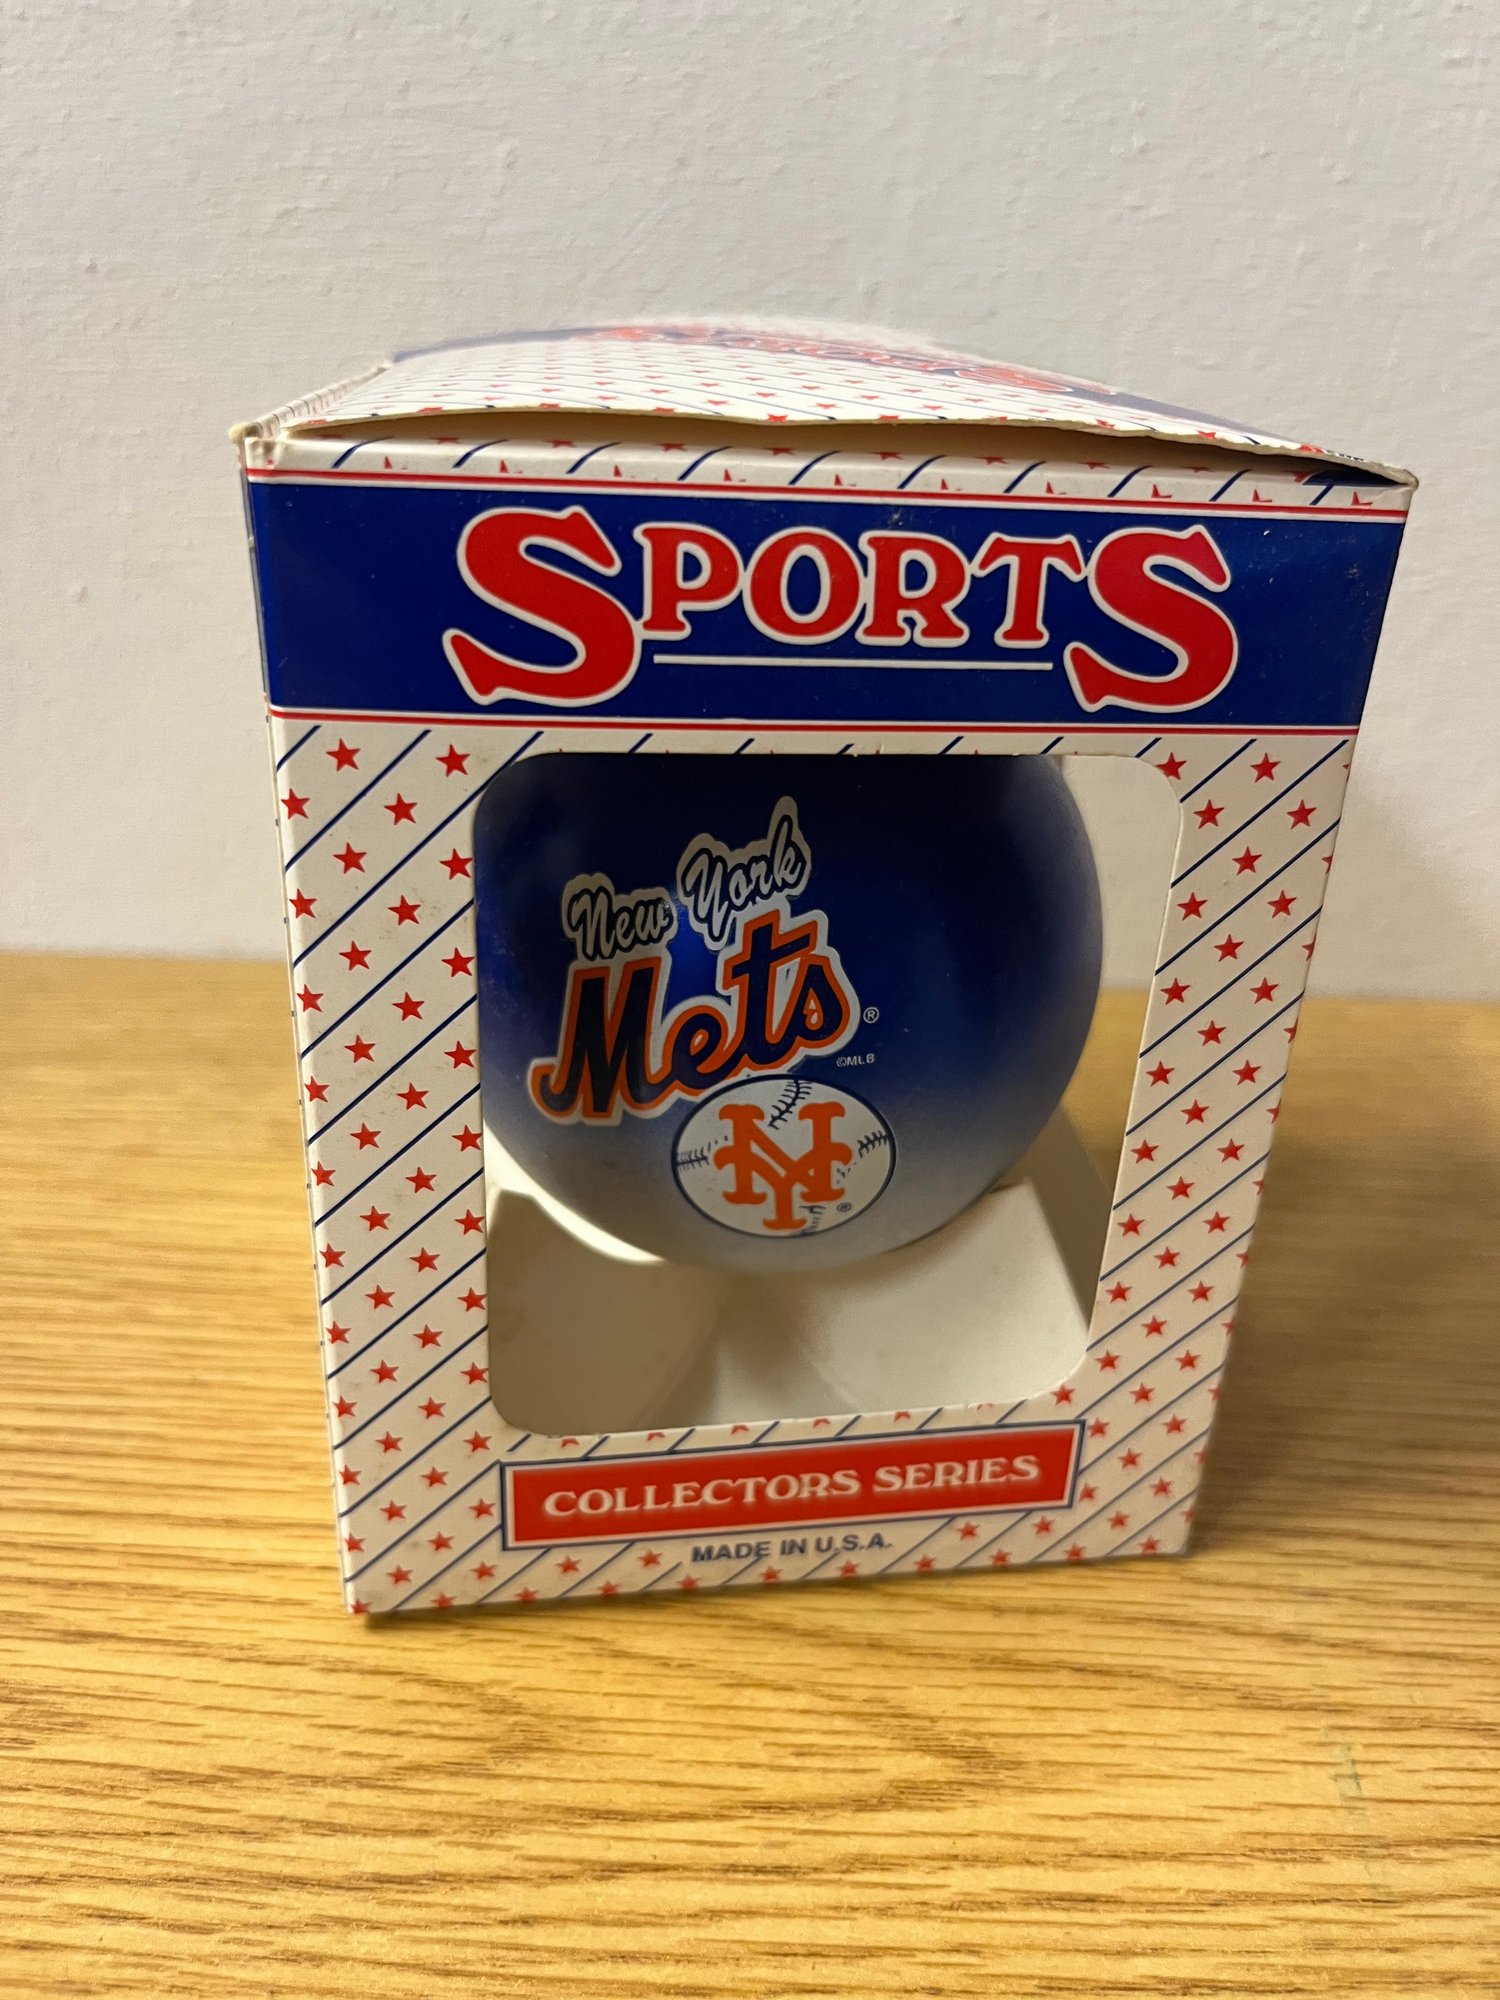 SPORTS
New York
Mets ®
©MLB
NY ®
COLLECTORS SERIES
MADE IN U.S.A.